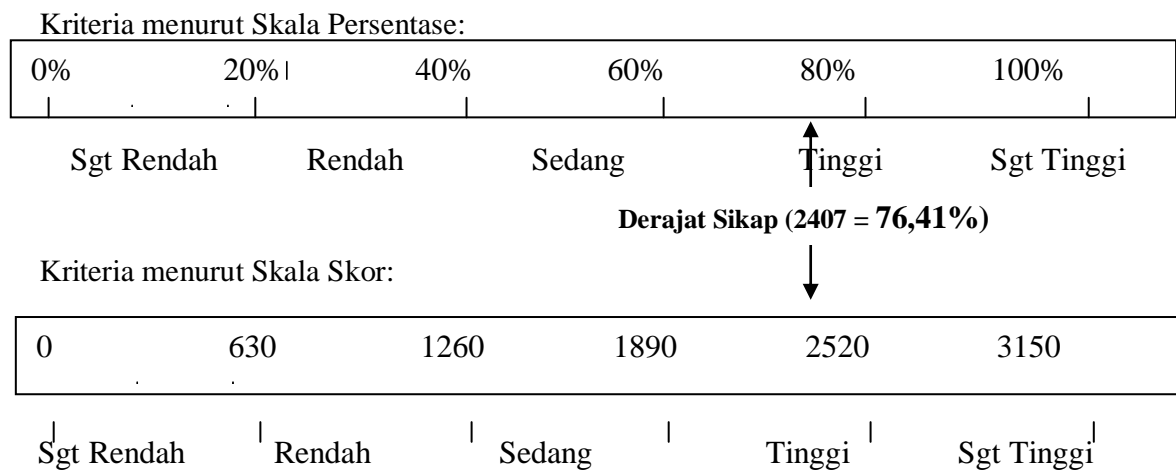 Kriteria menurut Skala Persentase:
0% 20% 40% 60% 80% 100%
Sgt Rendah Rendah Sedang Tinggi Sgt Tinggi
Derajat Sikap (2407 = 76,41%)
Kriteria menurut Skala Skor:
0 630 1260 1890 2520 3150
Sgt Rendah Rendah Sedang Tinggi Sgt Tinggi